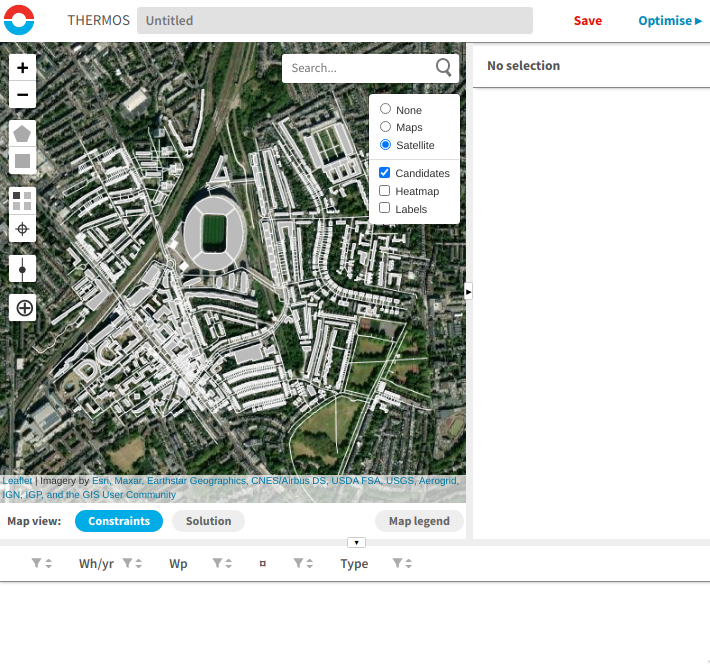 THERMOS Untitled Save Optimise ▸
+
−
Search...
None
Maps
Satellite
Candidates
Heatmap
Labels
No selection
Leaflet | Imagery by Esri, Maxar, Earthstar Geographics, CNES/Airbus DS, USDA FSA, USGS, Aerogrid,
IGN, IGP, and the GIS User Community
Map view: Constraints Solution Map legend
Wh/yr Wp ¤ Type